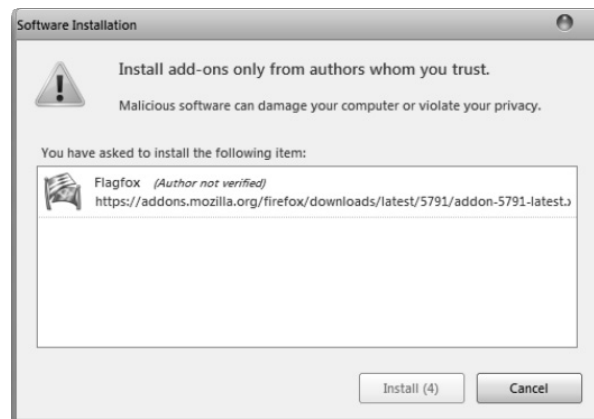 Software Installation
Install add-ons only from authors whom you trust.
Malicious software can damage your computer or violate your privacy.
You have asked to install the following item:
Flagfox (Author not verified)
https://addons.mozilla.org/firefox/downloads/latest/5791/addon-5791-latest.x
Install (4) Cancel